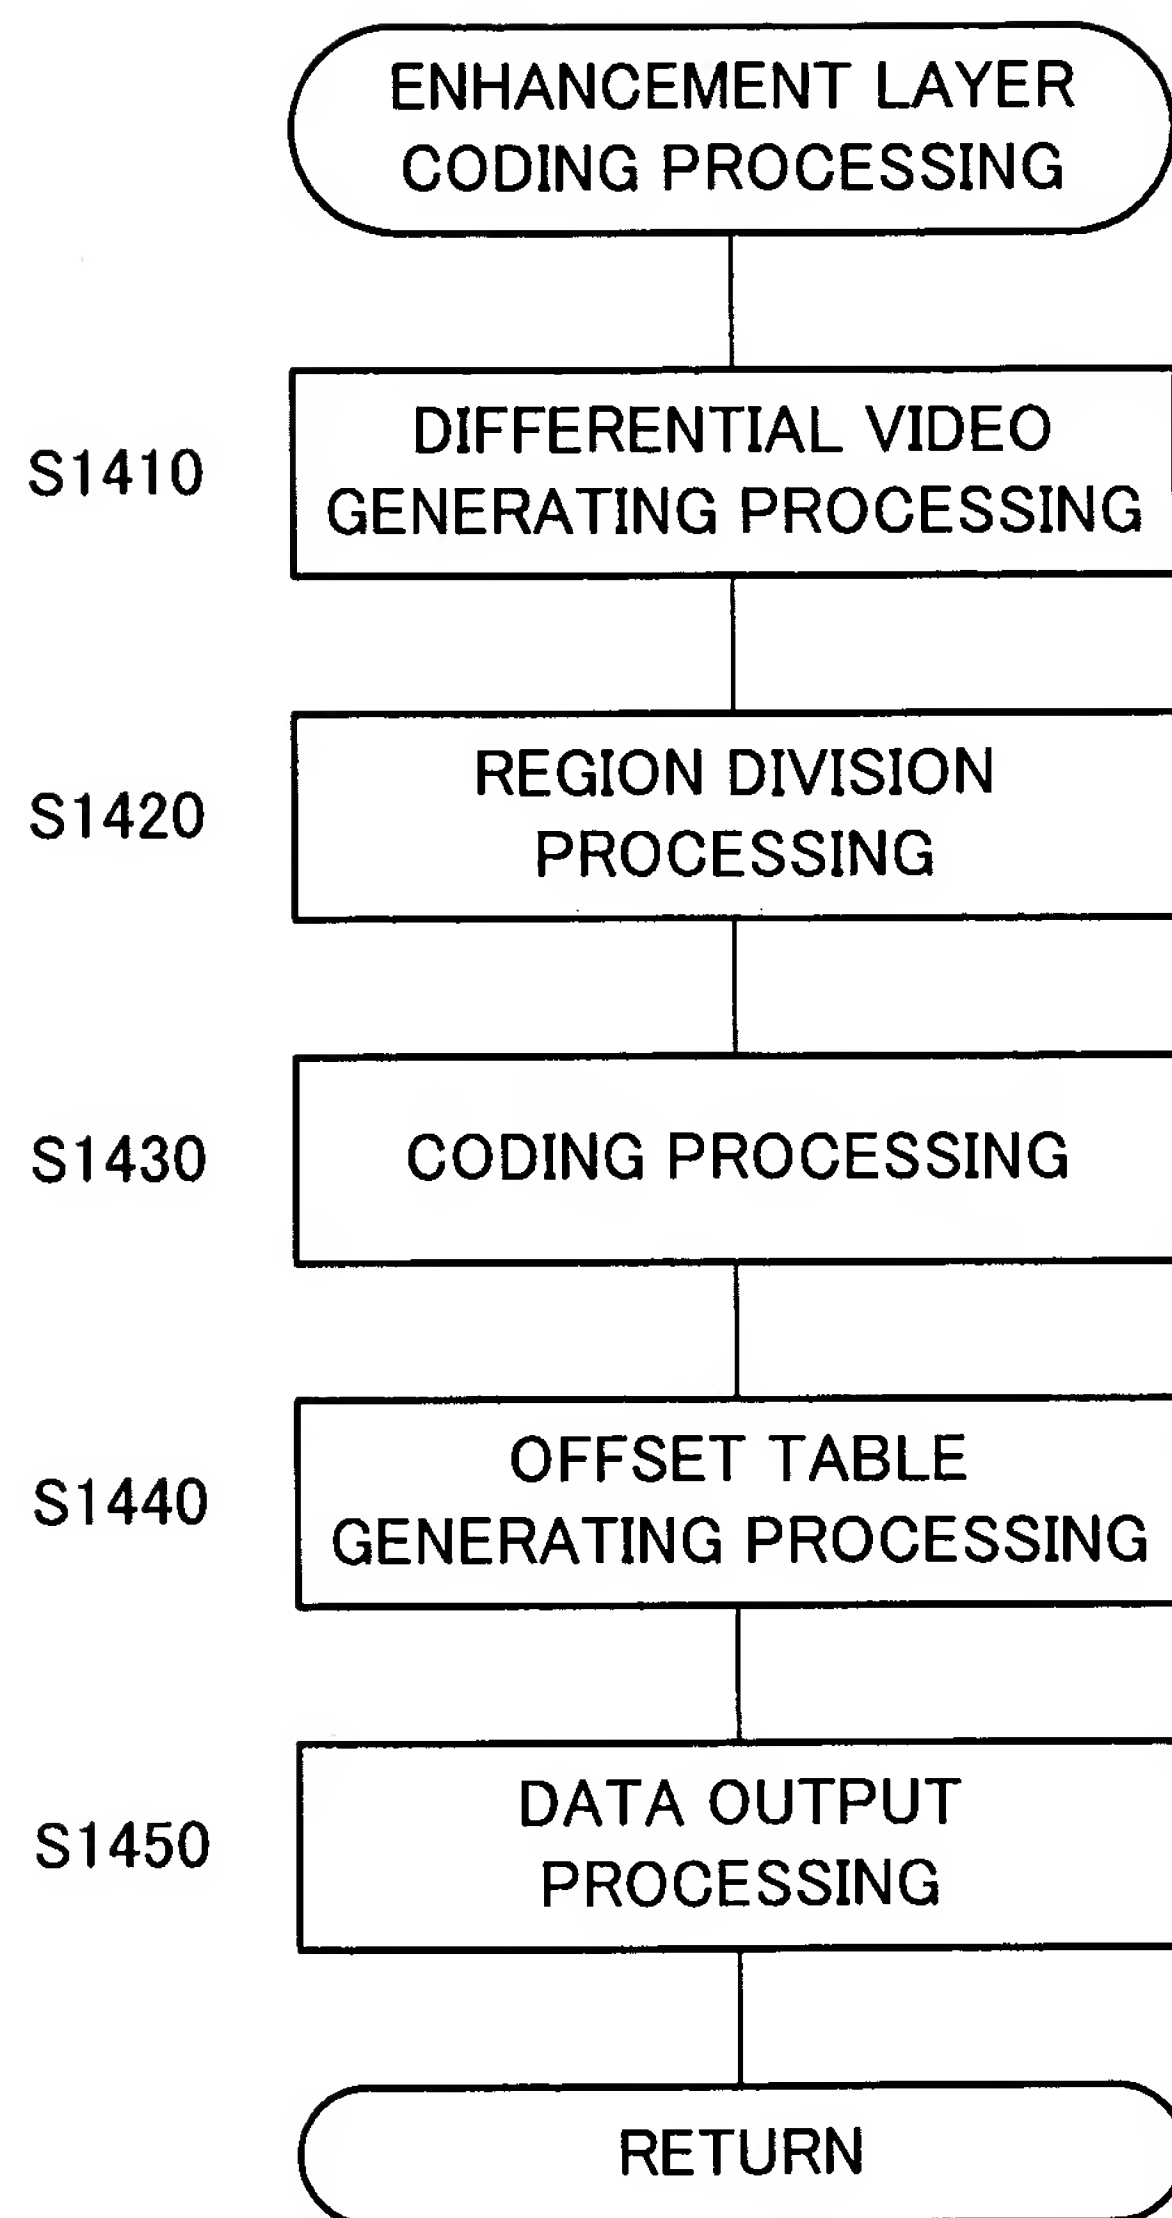 ENHANCEMENT LAYER
CODING PROCESSING
S1410
DIFFERENTIAL VIDEO
GENERATING PROCESSING
S1420
REGION DIVISION
PROCESSING
S1430
CODING PROCESSING
S1440
OFFSET TABLE
GENERATING PROCESSING
S1450
DATA OUTPUT
PROCESSING
RETURN